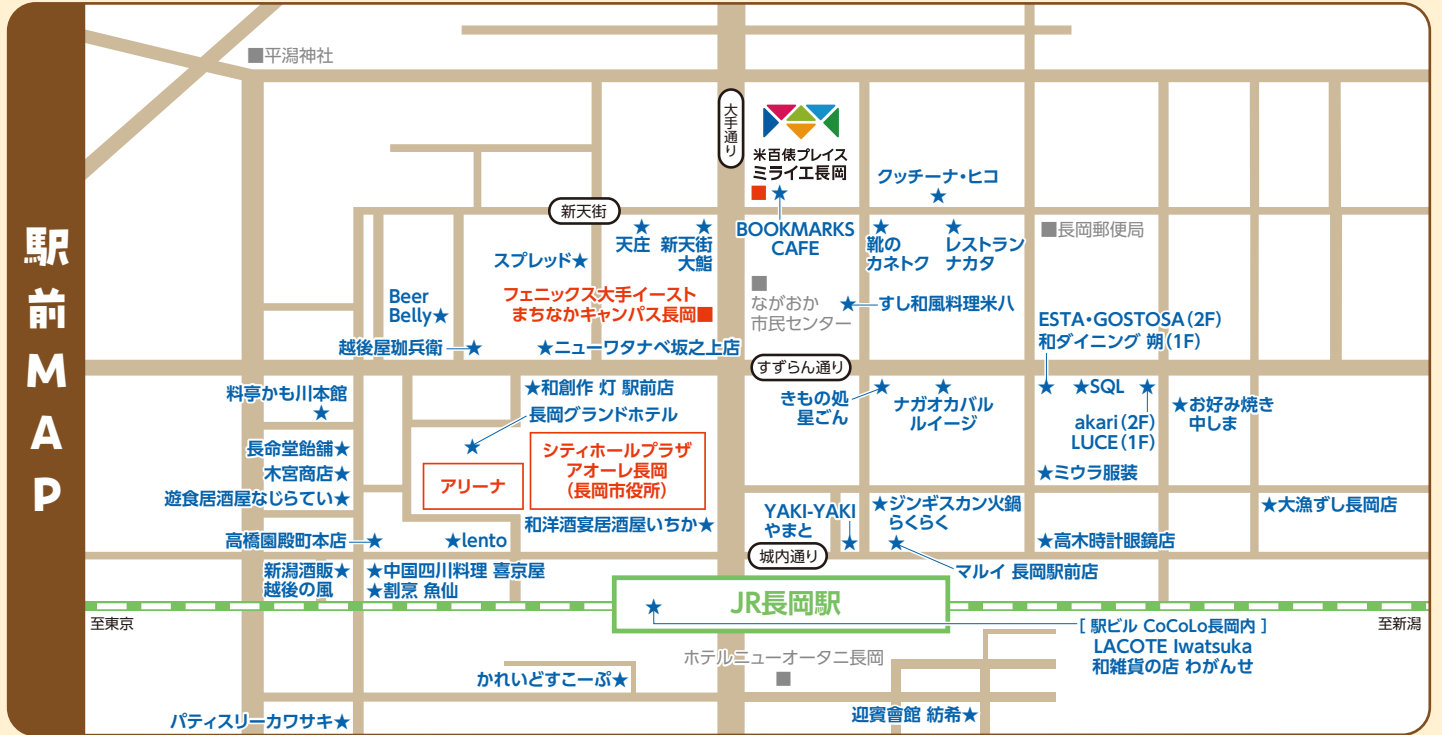 駅前MAP
■平潟神社
大手通り
米百俵プレイス
ミライエ長岡
クッチーナ・ヒコ
新天街
BOOKMARKS
CAFE
天庄
新天街
大鮨
靴の
カネトク
レストラン
ナカタ
■長岡郵便局
スプレッド★
Beer
Belly★
フェニックス大手イースト
まちなかキャンパス長岡■
ながおか
市民センター
★すし和風料理米八
ESTA・GOSTOSA(2F)
和ダイニング 朔(1F)
越後屋珈兵衛
★ニューワタナベ坂之上店
すずらん通り
料亭かも川本館
★和創作 灯 駅前店
長岡グランドホテル
きもの処
星ごん
ナガオカバル
ルイージ
★SQL
akari(2F)
LUCE(1F)
★お好み焼き
中しま
長命堂飴舗★
木宮商店★
遊食居酒屋なじらてい★
アリーナ
シティホールプラザ
アオーレ長岡
(長岡市役所)
★ミウラ服装
和洋酒宴居酒屋いちか★
YAKI-YAKI
やまと
★ジンギスカン火鍋
らくらく
★大漁ずし長岡店
高橋園殿町本店
★lento
城内通り
★高木時計眼鏡店
マルイ 長岡駅前店
新潟酒販★
越後の風
★中国四川料理 喜京屋
★割烹 魚仙
JR長岡駅
至東京
至新潟
[ 駅ビル CoCoLo長岡内 ]
LACOTE Iwatsuka
和雑貨の店 わがんせ
ホテルニューオータニ長岡
かれいどすこーぷ★
パティスリーカワサキ★
迎賓會館 紡希★